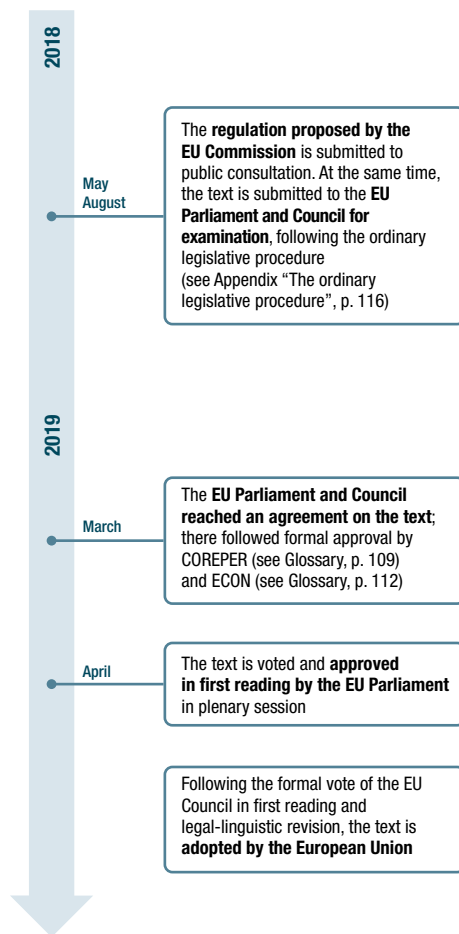 2018
May
August
The regulation proposed by the
EU Commission is submitted to
public consultation. At the same time,
the text is submitted to the EU
Parliament and Council for
examination, following the ordinary
legislative procedure
(see Appendix “The ordinary
legislative procedure”, p. 116)
2019
March
The EU Parliament and Council
reached an agreement on the text;
there followed formal approval by
COREPER (see Glossary, p. 109)
and ECON (see Glossary, p. 112)
April
The text is voted and approved
in first reading by the EU Parliament
in plenary session
Following the formal vote of the EU
Council in first reading and
legal-linguistic revision, the text is
adopted by the European Union